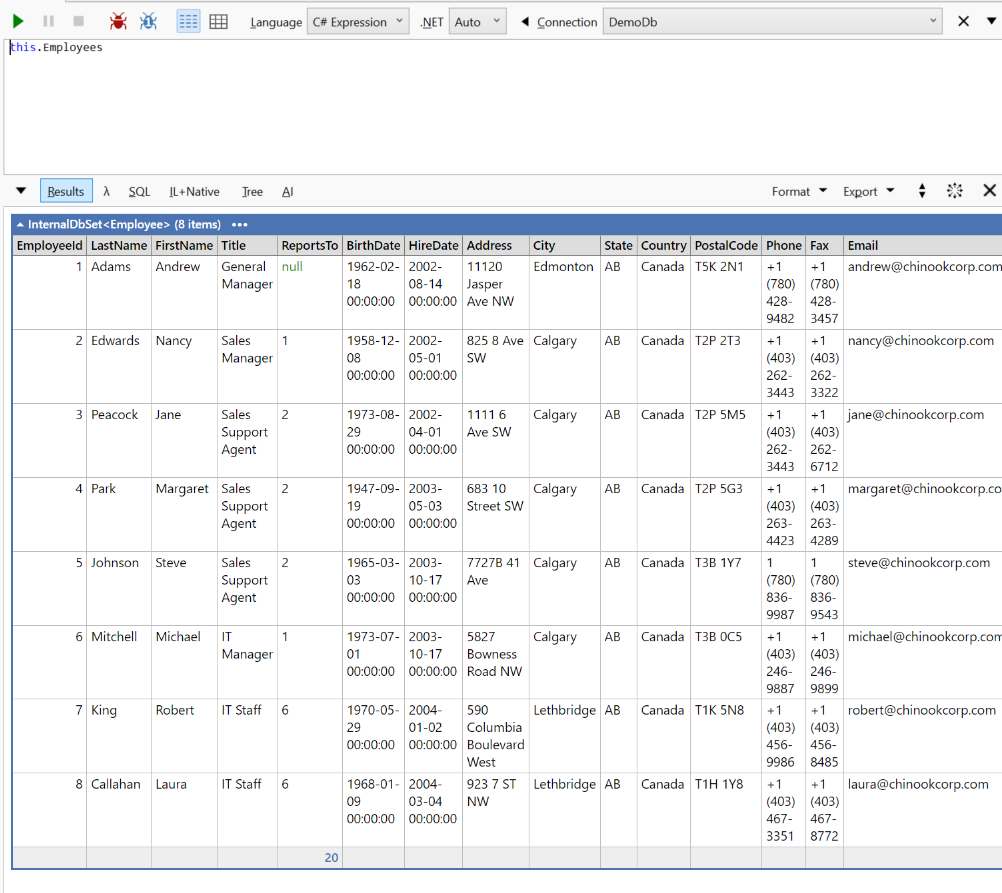 Language C# Expression .NET Auto Connection DemoDb
this.Employees
Results λ SQL IL+Native Tree AI Format Export
InternalDbSet<Employee> (8 items) •••
EmployeeId LastName FirstName Title ReportsTo BirthDate HireDate Address City State Country PostalCode Phone Fax Email
1 Adams Andrew General null 1962-02- 2002- 11120 Edmonton AB Canada T5K 2N1 +1 +1 andrew@chinookcorp.com
Manager 18 08-14 Jasper (780) (780)
00:00:00 00:00:00 Ave NW 428- 428-
9482 3457
2 Edwards Nancy Sales 1 1958-12- 2002- 825 8 Ave Calgary AB Canada T2P 2T3 +1 +1 nancy@chinookcorp.com
Manager 08 05-01 SW (403) (403)
00:00:00 00:00:00 262- 262-
3443 3322
3 Peacock Jane Sales 2 1973-08- 2002- 1111 6 Calgary AB Canada T2P 5M5 +1 +1 jane@chinookcorp.com
Support 29 04-01 Ave SW (403) (403)
Agent 00:00:00 00:00:00 262- 262-
3443 6712
4 Park Margaret Sales 2 1947-09- 2003- 683 10 Calgary AB Canada T2P 5G3 +1 +1 margaret@chinookcorp.co
Support 19 05-03 Street SW (403) (403)
Agent 00:00:00 00:00:00 263- 263-
4423 4289
5 Johnson Steve Sales 2 1965-03- 2003- 7727B 41 Calgary AB Canada T3B 1Y7 1 1 steve@chinookcorp.com
Support 03 10-17 Ave (780) (780)
Agent 00:00:00 00:00:00 836- 836-
9987 9543
6 Mitchell Michael IT 1 1973-07- 2003- 5827 Calgary AB Canada T3B 0C5 +1 +1 michael@chinookcorp.com
Manager 01 10-17 Bowness (403) (403)
00:00:00 00:00:00 Road NW 246- 246-
9887 9899
7 King Robert IT Staff 6 1970-05- 2004- 590 Lethbridge AB Canada T1K 5N8 +1 +1 robert@chinookcorp.com
29 01-02 Columbia (403) (403)
00:00:00 00:00:00 Boulevard 456- 456-
West 9986 8485
8 Callahan Laura IT Staff 6 1968-01- 2004- 923 7 ST Lethbridge AB Canada T1H 1Y8 +1 +1 laura@chinookcorp.com
09 03-04 NW (403) (403)
00:00:00 00:00:00 467- 467-
3351 8772
20